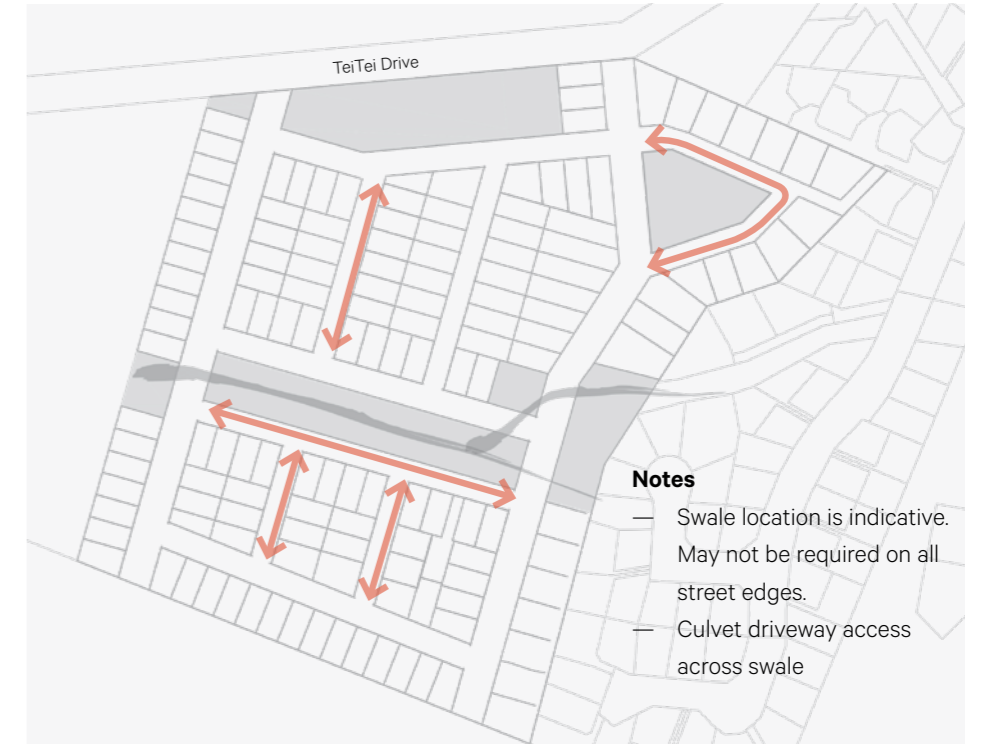 TeiTei Drive
Notes
— Swale location is indicative.
May not be required on all
street edges.
— Culvet driveway access
across swale